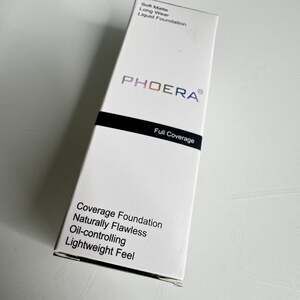 Soft Matte
Long Wear
Liquid Foundation
PHOERA®
Full Coverage
Coverage Foundation
Naturally Flawless
Oil-controlling
Lightweight Feel